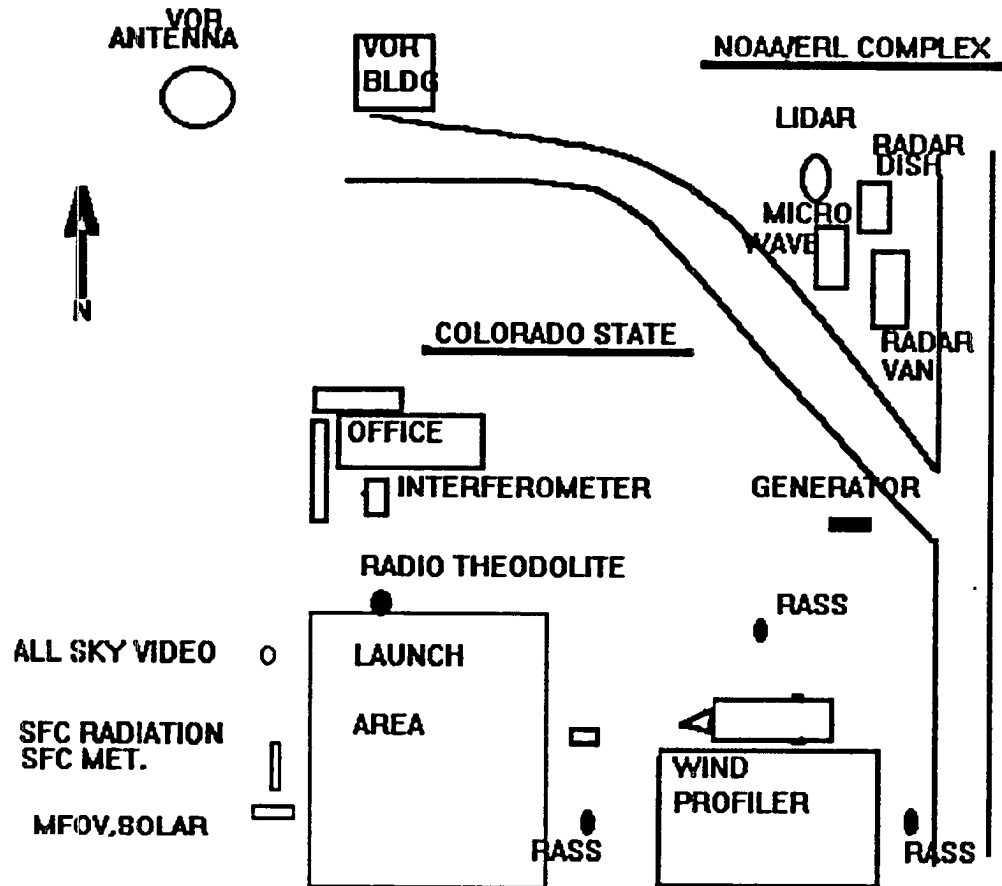 VOR
ANTENNA
VOR
BLDG
NOAA/ERL COMPLEX
LIDAR
RADAR
DISH
MICRO
WAVE
N
COLORADO STATE
RADAR
VAN
OFFICE
INTERFEROMETER
GENERATOR
RADIO THEODOLITE
RASS
ALL SKY VIDEO
LAUNCH
AREA
SFC RADIATION
SFC MET.
WIND
PROFILER
MFOV,SOLAR
RASS
RASS